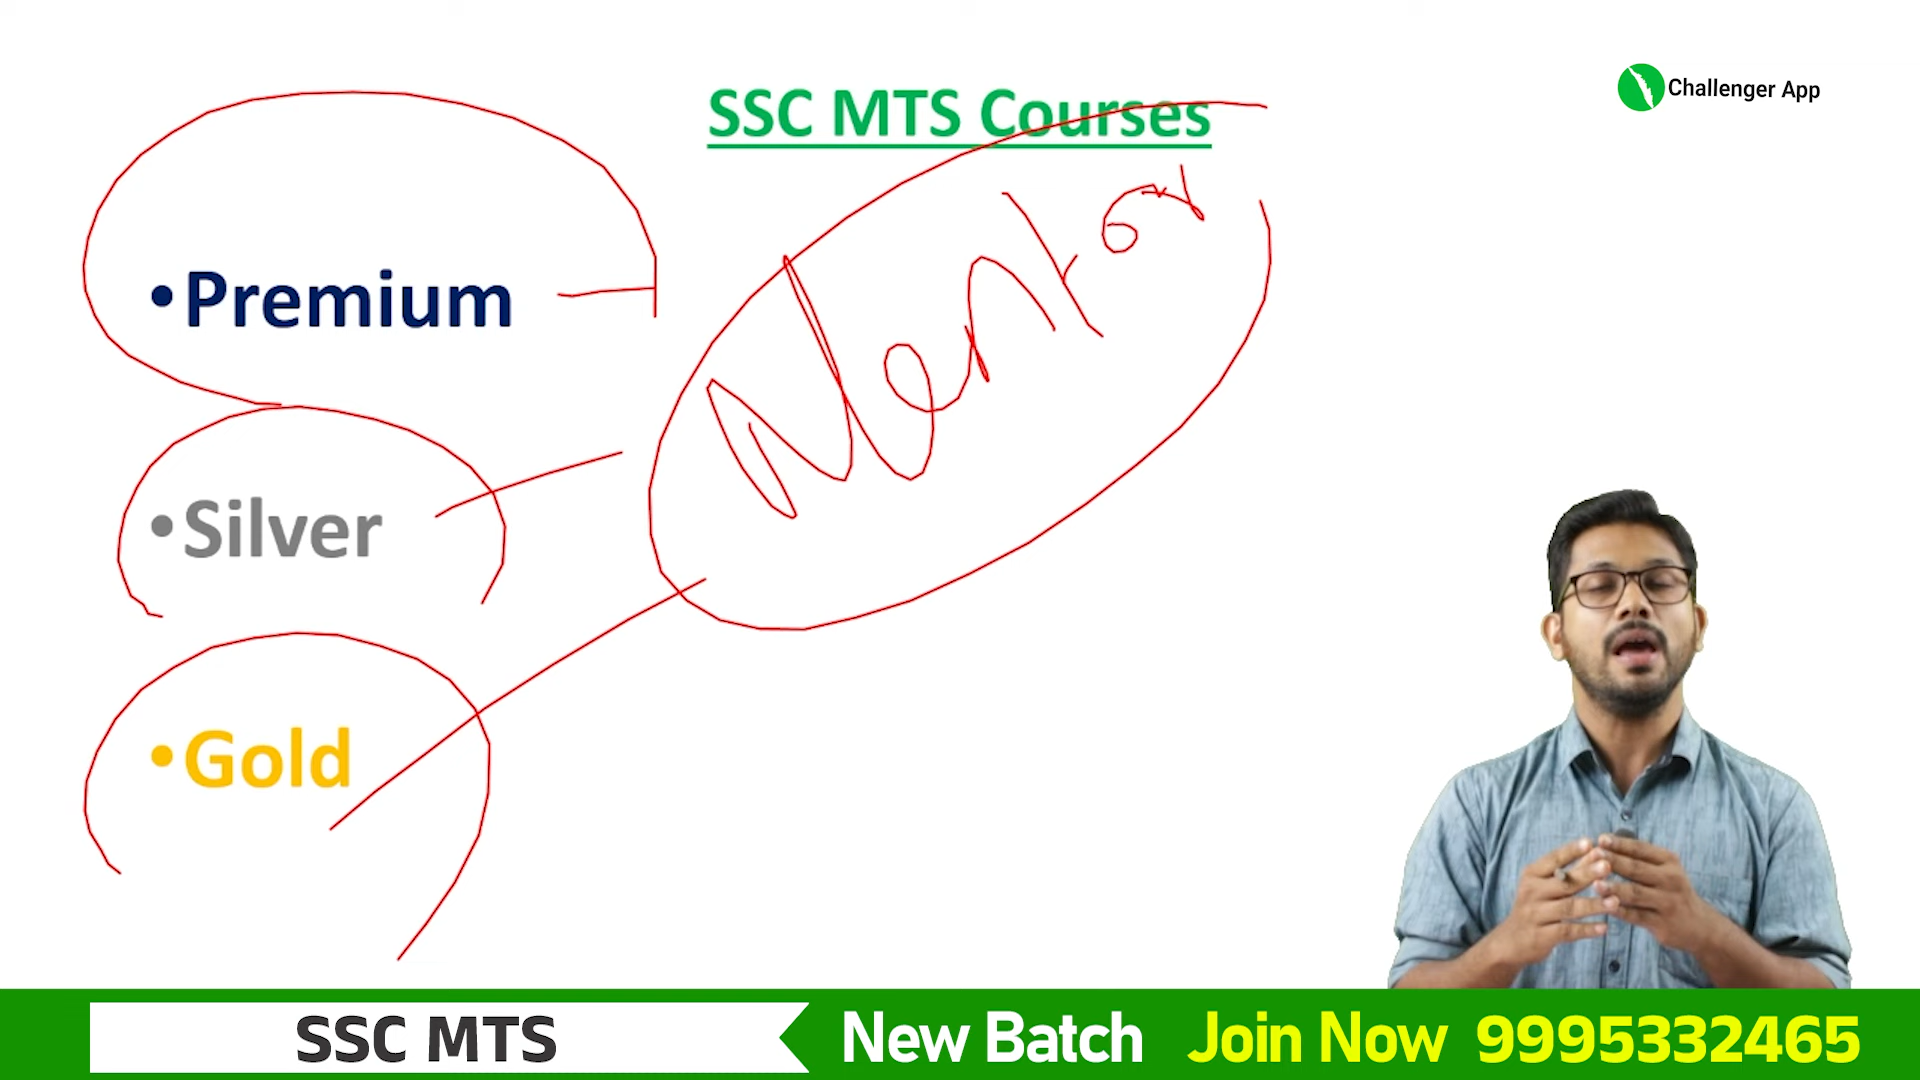 SSC MTS Courses
Challenger App
•Premium
Mentor
•Silver
•Gold
SSC MTS
New Batch Join Now 9995332465